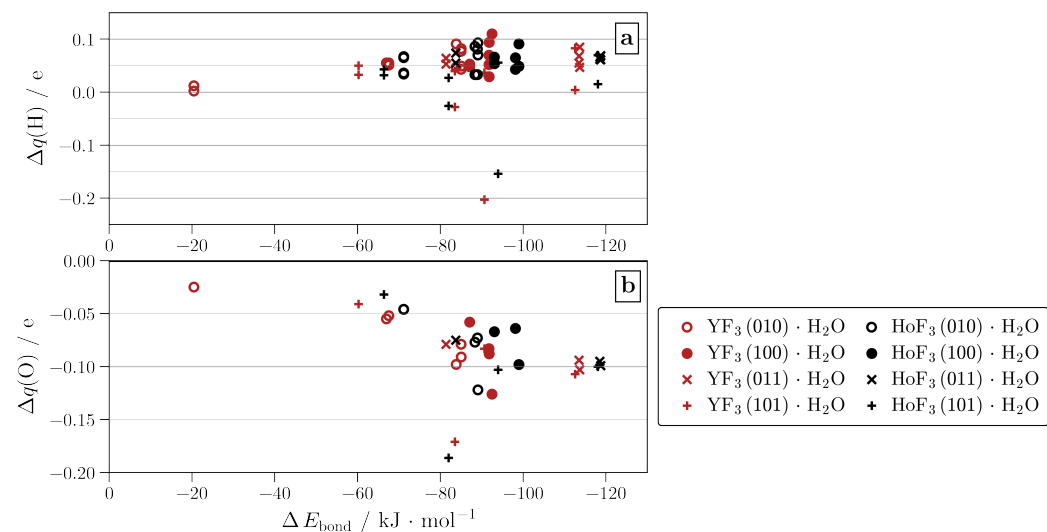 0.1
0.0
−0.1
−0.2
Δq(H) / e
a
0 −20 −40 −60 −80 −100 −120
0.00
−0.05
−0.10
−0.15
−0.20
Δq(O) / e
b
0 −20 −40 −60 −80 −100 −120
Δ E_bond / kJ · mol⁻¹
YF₃ (010) · H₂O HoF₃ (010) · H₂O
YF₃ (100) · H₂O HoF₃ (100) · H₂O
YF₃ (011) · H₂O HoF₃ (011) · H₂O
YF₃ (101) · H₂O HoF₃ (101) · H₂O